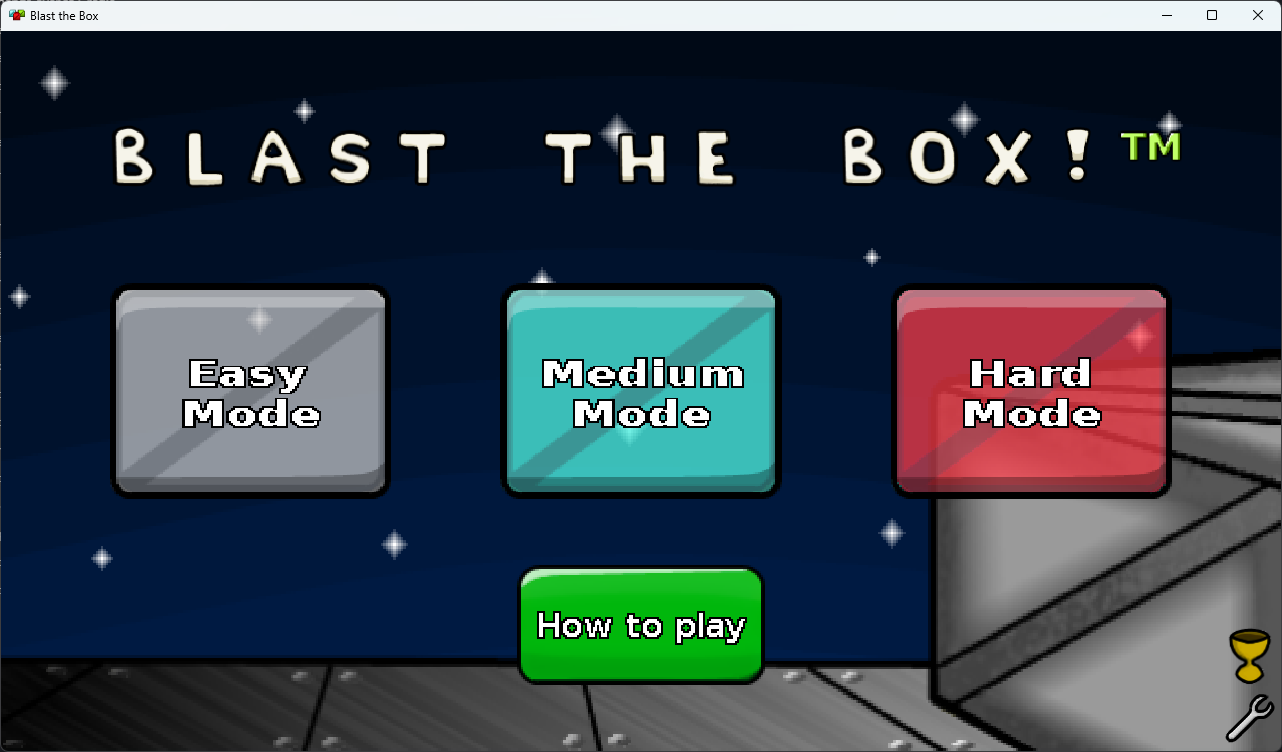 Blast the Box
BLAST THE BOX!™
Easy
Mode
Medium
Mode
Hard
Mode
How to play